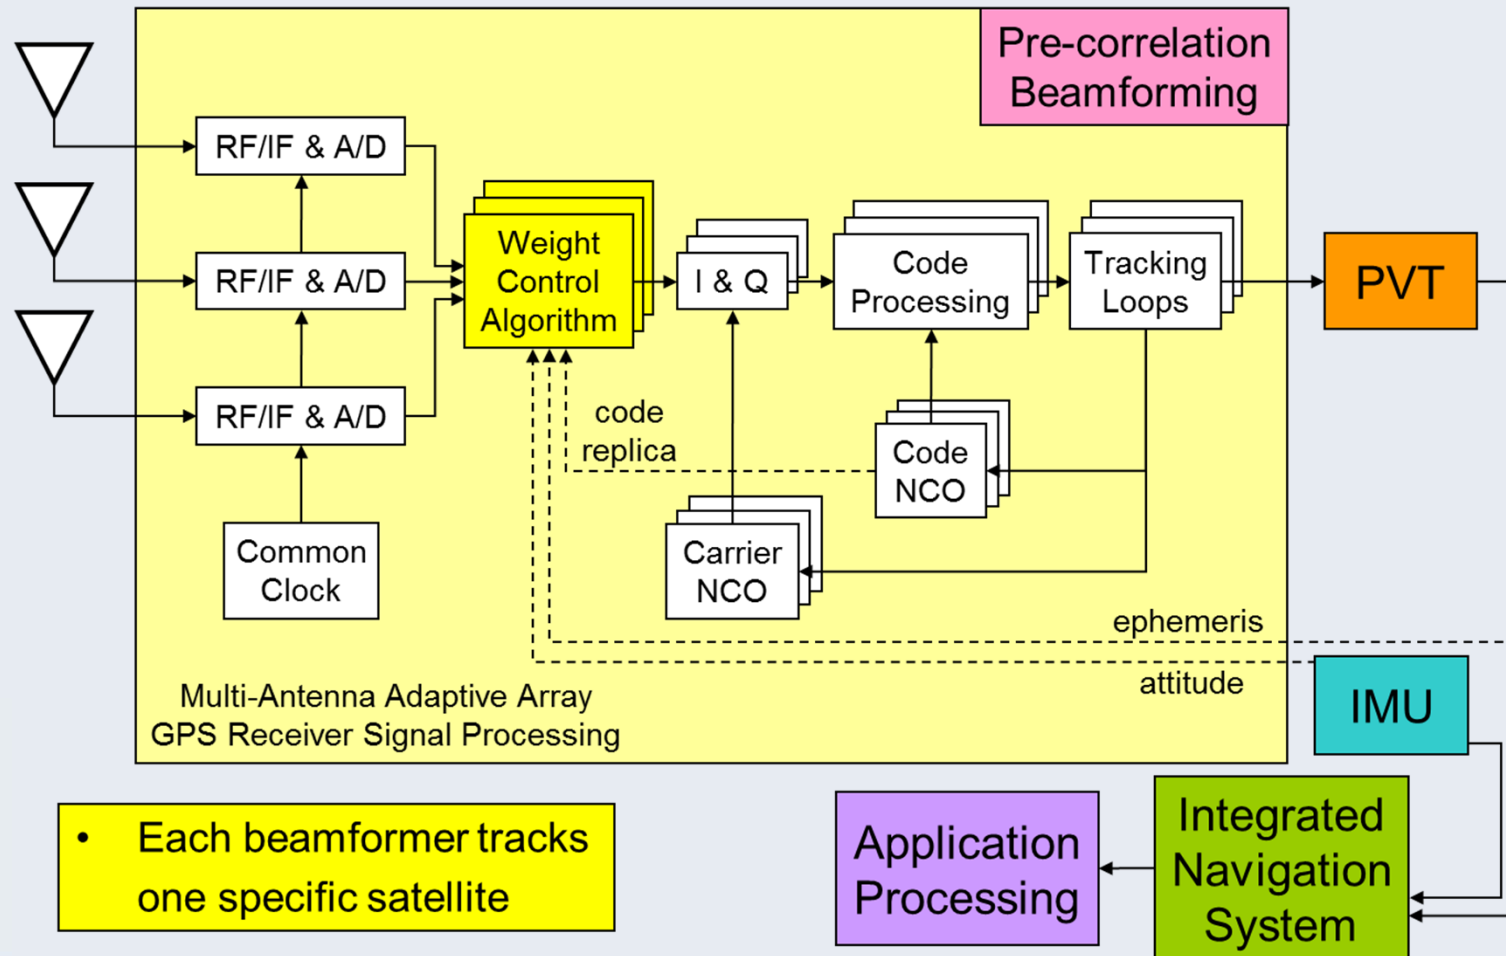 Pre-correlation
Beamforming
RF/IF & A/D
RF/IF & A/D
RF/IF & A/D
Common
Clock
Weight
Control
Algorithm
I & Q
Code
Processing
Tracking
Loops
PVT
code
replica
Code
NCO
Carrier
NCO
ephemeris
attitude
IMU
Multi-Antenna Adaptive Array
GPS Receiver Signal Processing
• Each beamformer tracks
one specific satellite
Application
Processing
Integrated
Navigation
System